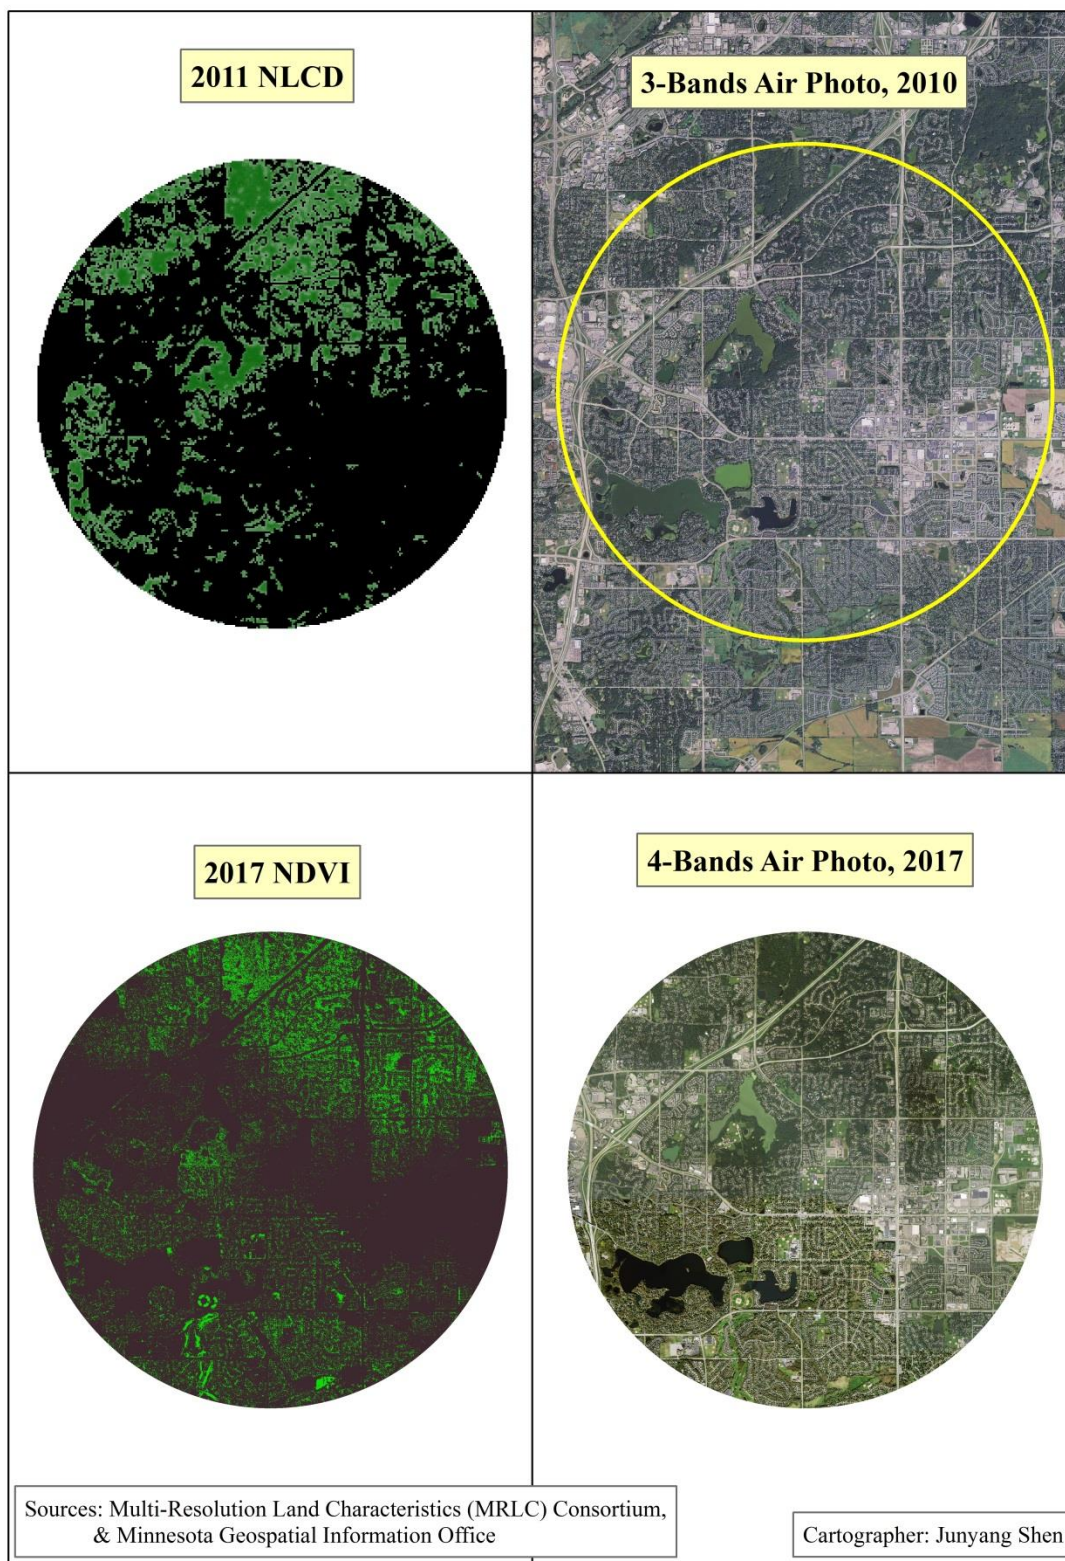 2011 NLCD
3-Bands Air Photo, 2010
2017 NDVI
4-Bands Air Photo, 2017
Sources: Multi-Resolution Land Characteristics (MRLC) Consortium,
& Minnesota Geospatial Information Office
Cartographer: Junyang Shen